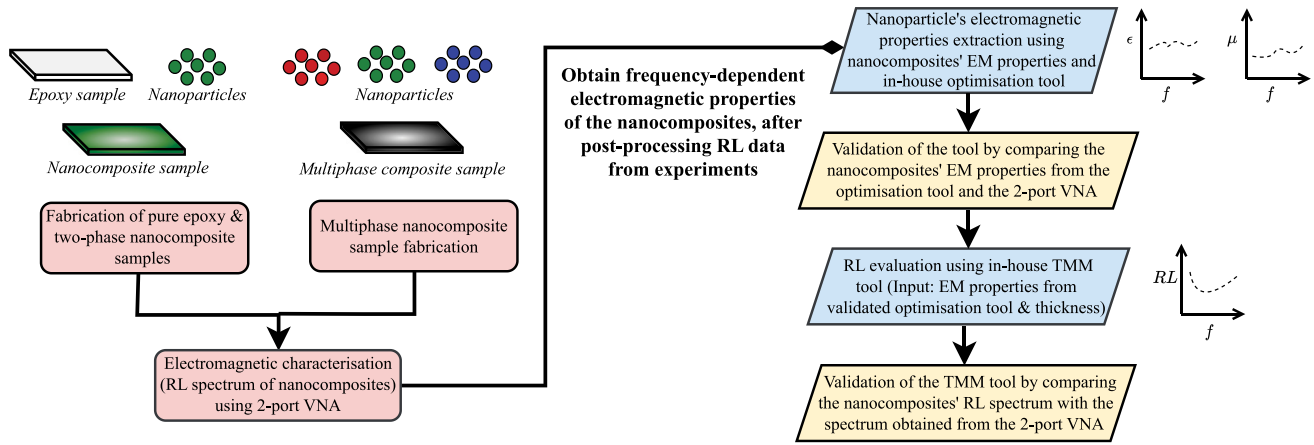 Epoxy sample
Nanoparticles
Nanoparticles
Nanocomposite sample
Multiphase composite sample
Fabrication of pure epoxy &
two-phase nanocomposite
samples
Multiphase nanocomposite
sample fabrication
Electromagnetic characterisation
(RL spectrum of nanocomposites)
using 2-port VNA
Obtain frequency-dependent
electromagnetic properties
of the nanocomposites, after
post-processing RL data
from experiments
Nanoparticle's electromagnetic
properties extraction using
nanocomposites' EM properties and
in-house optimisation tool
ϵ
f
μ
f
Validation of the tool by comparing the
nanocomposites' EM properties from the
optimisation tool and the 2-port VNA
RL evaluation using in-house TMM
tool (Input: EM properties from
validated optimisation tool & thickness)
RL
f
Validation of the TMM tool by comparing
the nanocomposites' RL spectrum with the
spectrum obtained from the 2-port VNA